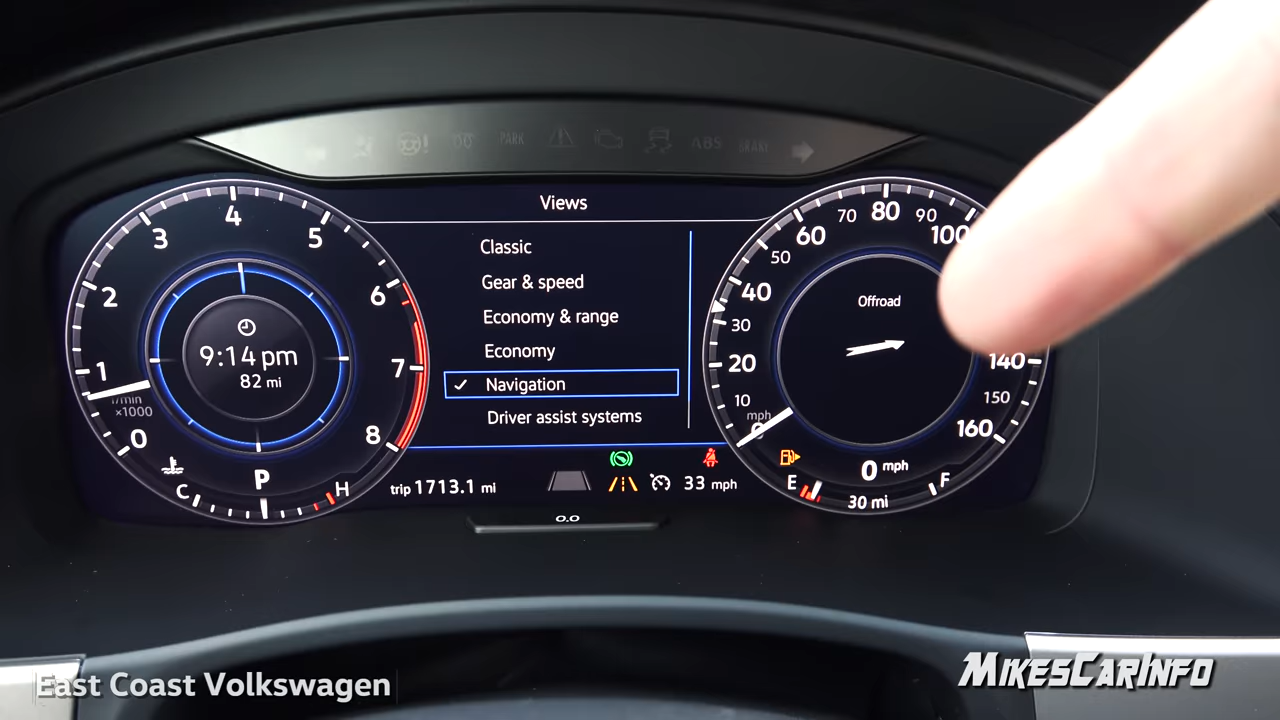 PARK
ABS
BRAKE
Views
Classic
Gear & speed
Economy & range
Economy
Navigation
Driver assist systems
0
1
2
3
4
5
6
7
8
1/min
×1000
9:14 pm
82 mi
P
C
H
trip 1713.1 mi
33 mph
0.0
0
10
20
30
40
50
60
70
80
90
100
140
150
160
mph
Offroad
0 mph
E
F
30 mi
East Coast Volkswagen
MikesCarInfo